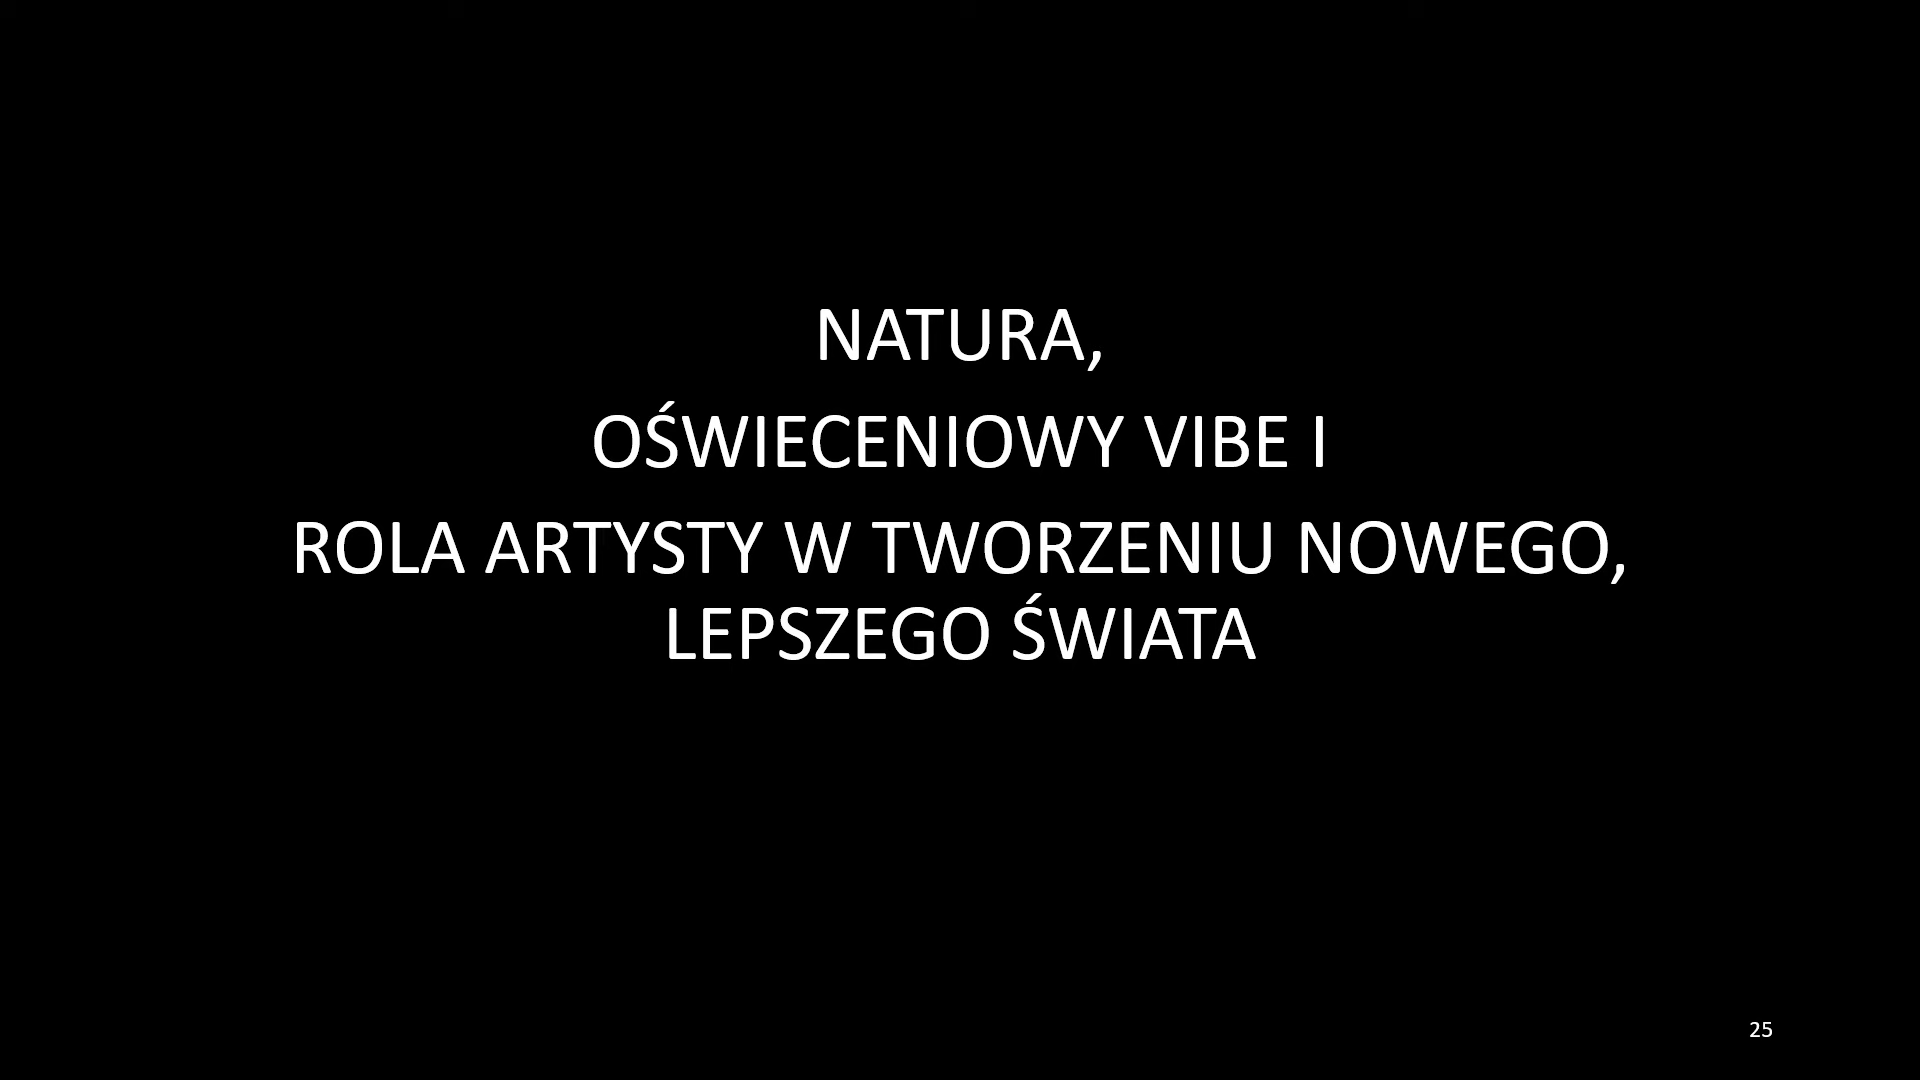 NATURA,
OŚWIECENIOWY VIBE I
ROLA ARTYSTY W TWORZENIU NOWEGO,
LEPSZEGO ŚWIATA
25